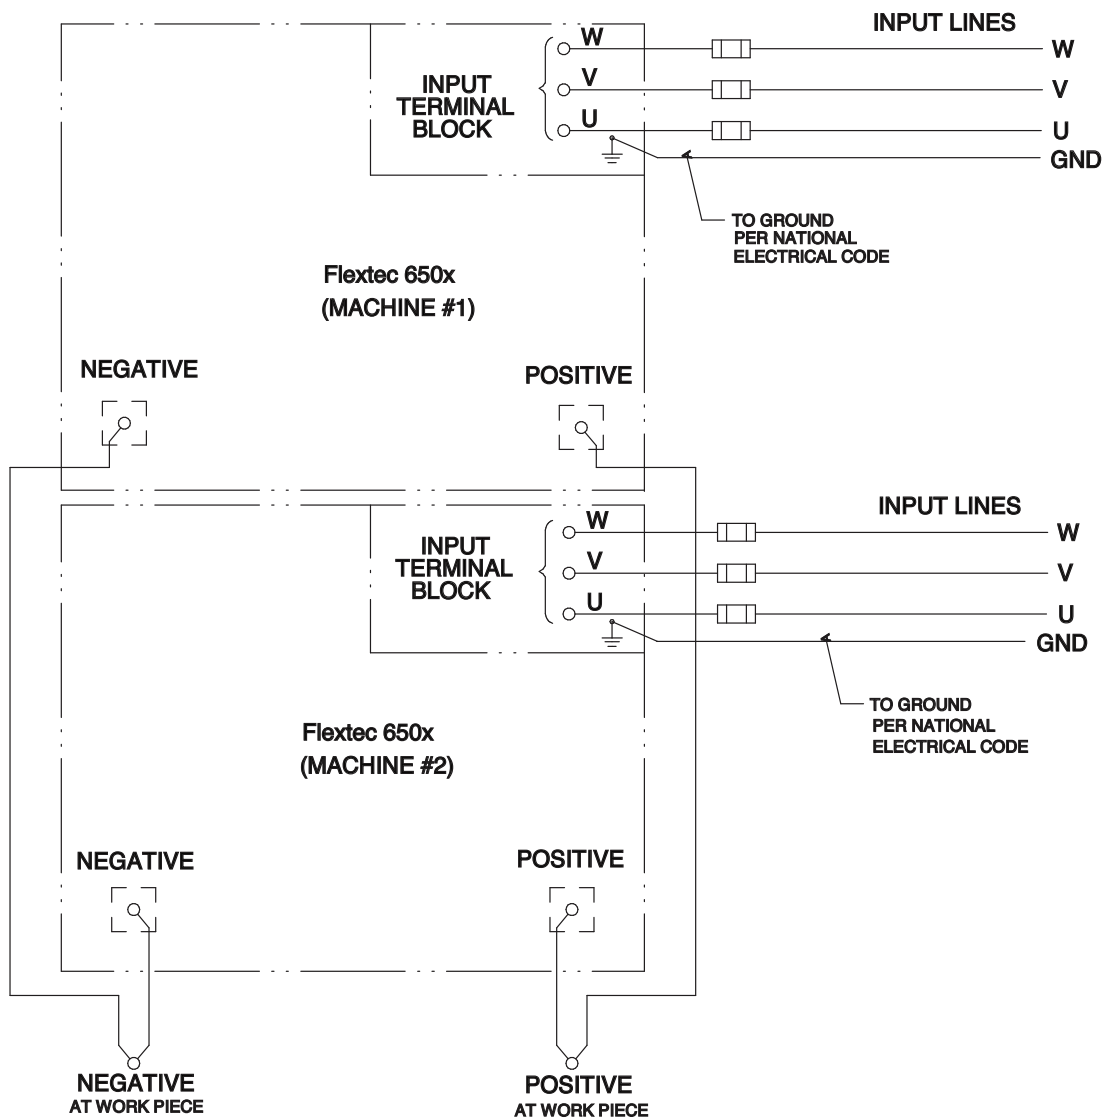 INPUT LINES
W
W
INPUT
TERMINAL
BLOCK
V
V
U
U
GND
TO GROUND
PER NATIONAL
ELECTRICAL CODE
Flextec 650x
(MACHINE #1)
NEGATIVE
POSITIVE
INPUT LINES
W
W
INPUT
TERMINAL
BLOCK
V
V
U
U
GND
TO GROUND
PER NATIONAL
ELECTRICAL CODE
Flextec 650x
(MACHINE #2)
NEGATIVE
POSITIVE
NEGATIVE
AT WORK PIECE
POSITIVE
AT WORK PIECE